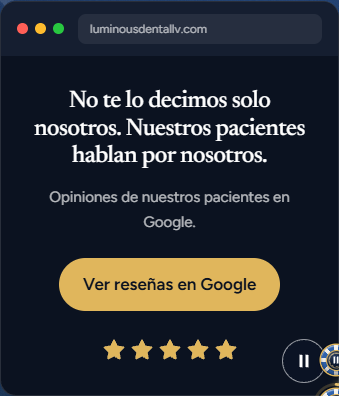 luminousdentallv.com
No te lo decimos solo
nosotros. Nuestros pacientes
hablan por nosotros.
Opiniones de nuestros pacientes en
Google.
Ver reseñas en Google